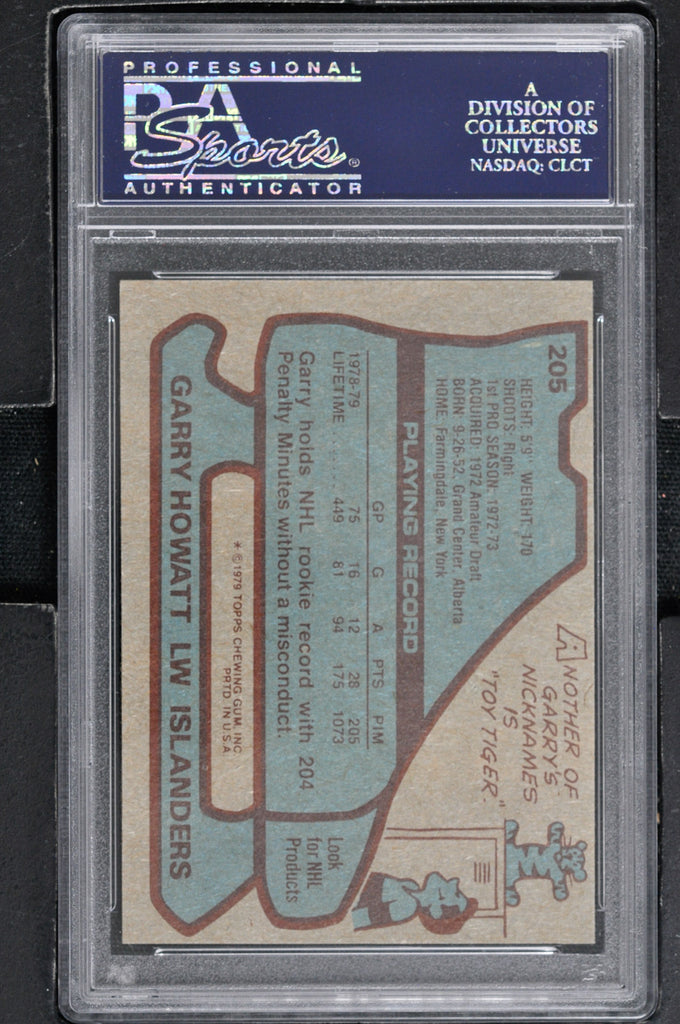 PROFESSIONAL
PSA
Sports®
AUTHENTICATOR
A
DIVISION OF
COLLECTORS
UNIVERSE
NASDAQ: CLCT
205
HEIGHT: 5'9" WEIGHT: 170
SHOOTS: Right
1st PRO SEASON: 1972-73
ACQUIRED: 1972 Amateur Draft
BORN: 9-26-52, Grand Center, Alberta
HOME: Farmingdale, New York
ANOTHER OF
GARRY'S
NICKNAMES
IS
"TOY TIGER."
PLAYING RECORD
GP G A PTS PIM
1978-79 75 16 12 28 205
LIFETIME 449 81 94 175 1073
Garry holds NHL rookie record with 204
Penalty Minutes without a misconduct.
Look
for NHL
Products
* ©1979 TOPPS CHEWING GUM, INC.
PRTD. IN U.S.A.
GARRY HOWATT LW ISLANDERS